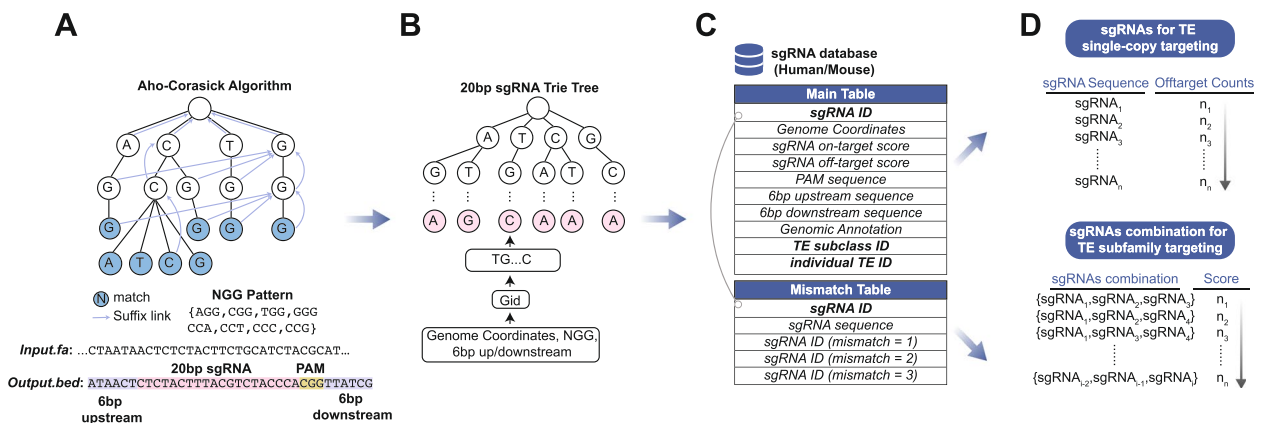 A
Aho-Corasick Algorithm
A C T G
G C G G G
G G G G
A T C G
N match
Suffix link
NGG Pattern
{AGG,CGG,TGG,GGG
CCA,CCT,CCC,CCG}
Input.fa: ...CTAATAACTCTCTACTTCTGCATCTACGCAT...
20bp sgRNA PAM
Output.bed: ATAACTCTCTACTTTACGTCTACCCACGGTTATCG
6bp
upstream
6bp
downstream
B
20bp sgRNA Trie Tree
A T C G
G T G A T C
A G C A A A
TG...C
Gid
Genome Coordinates, NGG,
6bp up/downstream
C
sgRNA database
(Human/Mouse)
Main Table
sgRNA ID
Genome Coordinates
sgRNA on-target score
sgRNA off-target score
PAM sequence
6bp upstream sequence
6bp downstream sequence
Genomic Annotation
TE subclass ID
individual TE ID
Mismatch Table
sgRNA ID
sgRNA sequence
sgRNA ID (mismatch = 1)
sgRNA ID (mismatch = 2)
sgRNA ID (mismatch = 3)
D
sgRNAs for TE
single-copy targeting
sgRNA Sequence Offtarget Counts
sgRNA1 n1
sgRNA2 n2
sgRNA3 n3
sgRNAn nn
sgRNAs combination for
TE subfamily targeting
sgRNAs combination Score
{sgRNA1,sgRNA2,sgRNA3} n1
{sgRNA1,sgRNA2,sgRNA4} n2
{sgRNA1,sgRNA3,sgRNA4} n3
{sgRNAi-2,sgRNAi-1,sgRNAi} nn